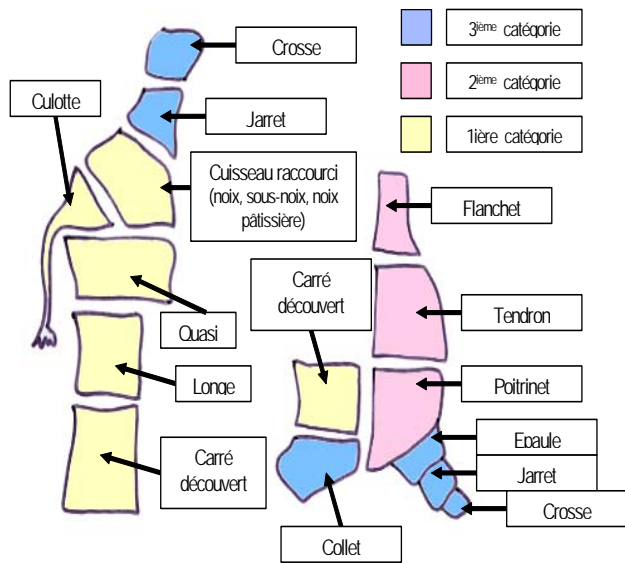 Crosse
3ième catégorie
Culotte
2ième catégorie
Jarret
1ière catégorie
Cuisseau raccourci
(noix, sous-noix, noix
pâtissière)
Flanchet
Carré
découvert
Tendron
Quasi
Longe
Poitrinet
Epaule
Carré
découvert
Jarret
Crosse
Collet